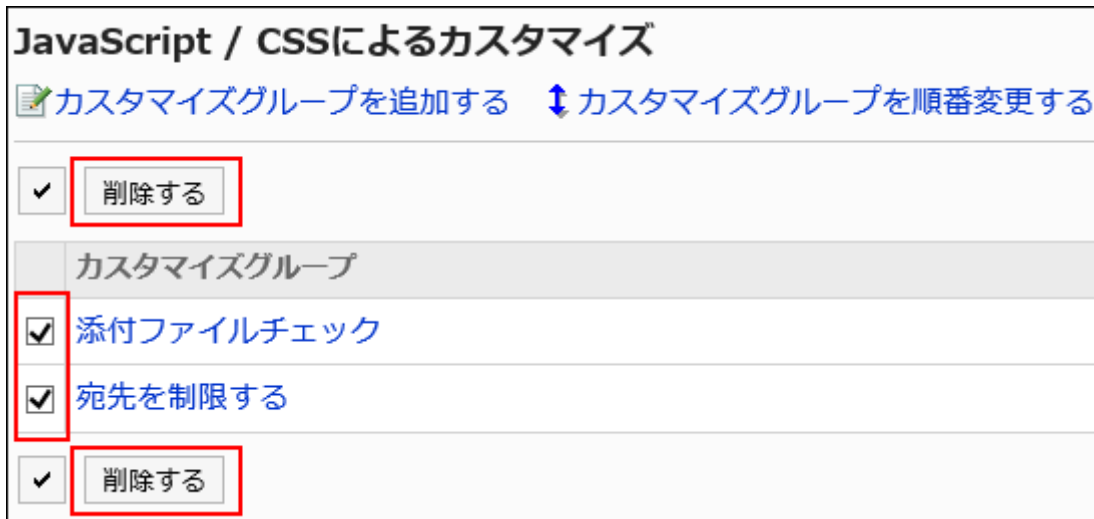 JavaScript / CSSによるカスタマイズ
カスタマイズグループを追加する カスタマイズグループを順番変更する
削除する
カスタマイズグループ
添付ファイルチェック
宛先を制限する
削除する